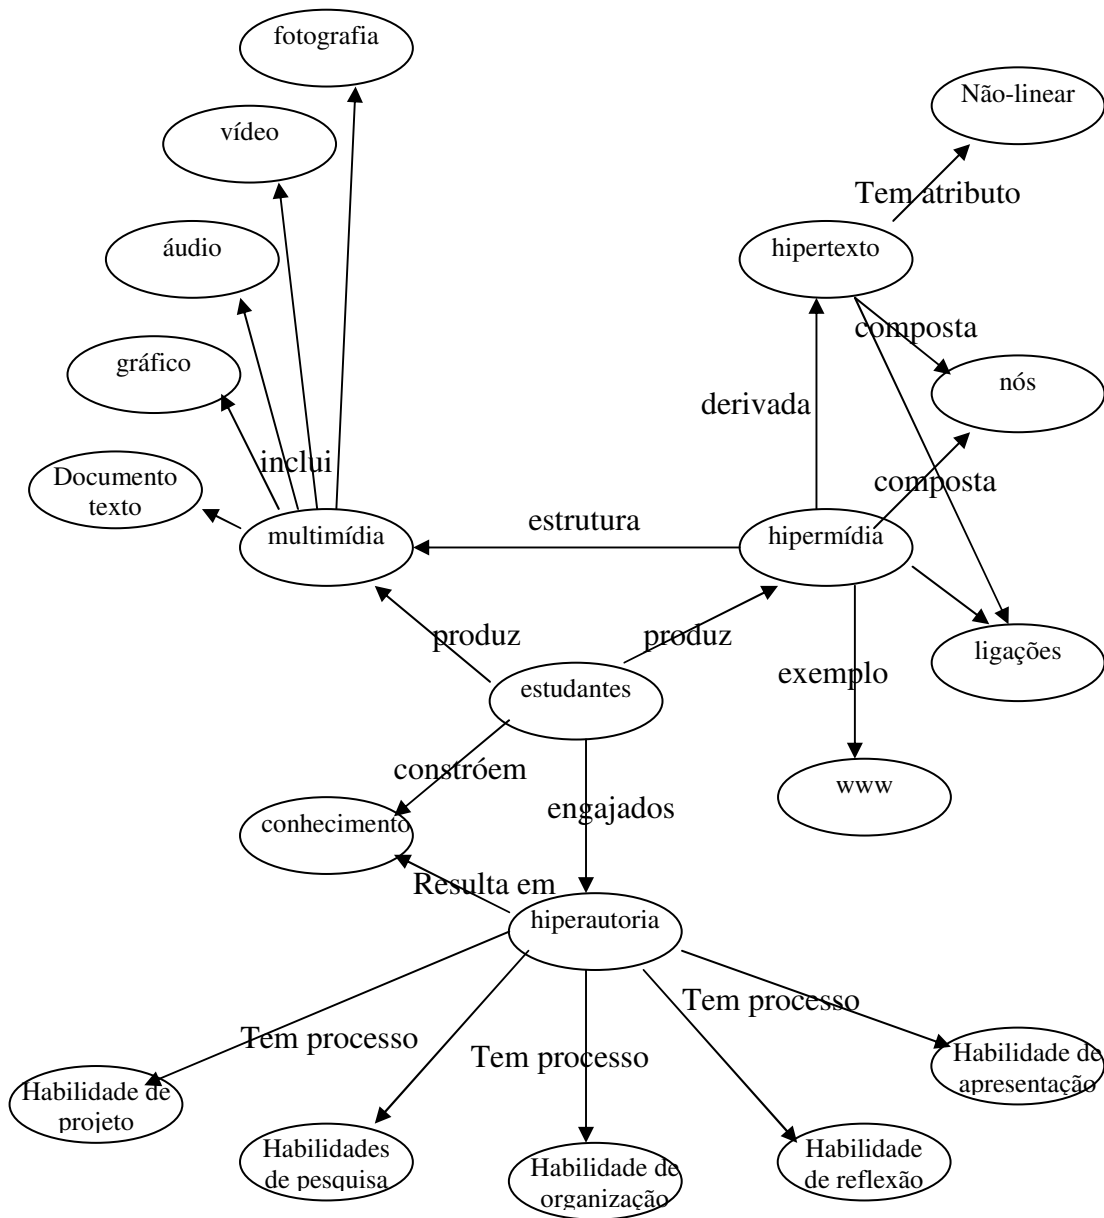 fotografia
Não-linear
vídeo
Tem atributo
áudio
hipertexto
composta
gráfico
nós
derivada
inclui
Documento
texto
composta
estrutura
multimídia
hipermídia
produz
produz
ligações
exemplo
estudantes
constróem
www
engajados
conhecimento
Resulta em
hiperautoria
Tem processo
Tem processo
Tem processo
Habilidade de
apresentação
Habilidade de
projeto
Habilidades
de pesquisa
Habilidade de
organização
Habilidade
de reflexão